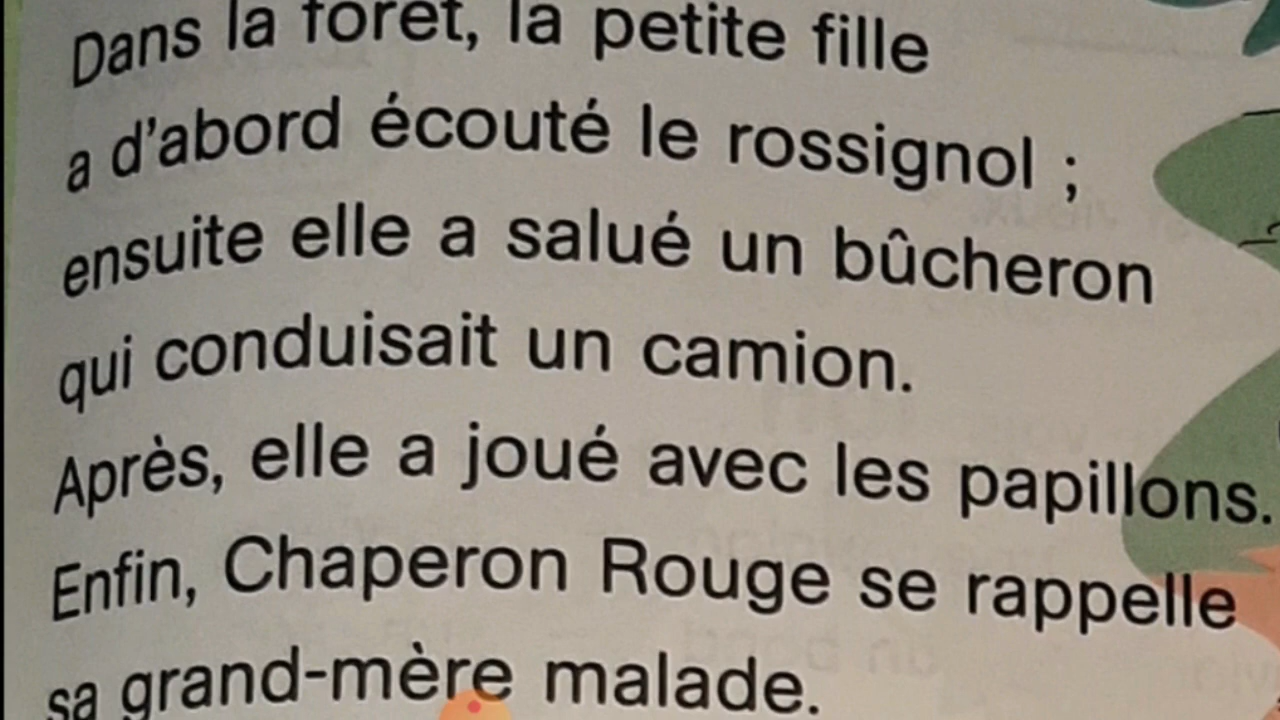 Dans la forêt, la petite fille
a d'abord écouté le rossignol ;
ensuite elle a salué un bûcheron
qui conduisait un camion.
Après, elle a joué avec les papillons.
Enfin, Chaperon Rouge se rappelle
sa grand-mère malade.